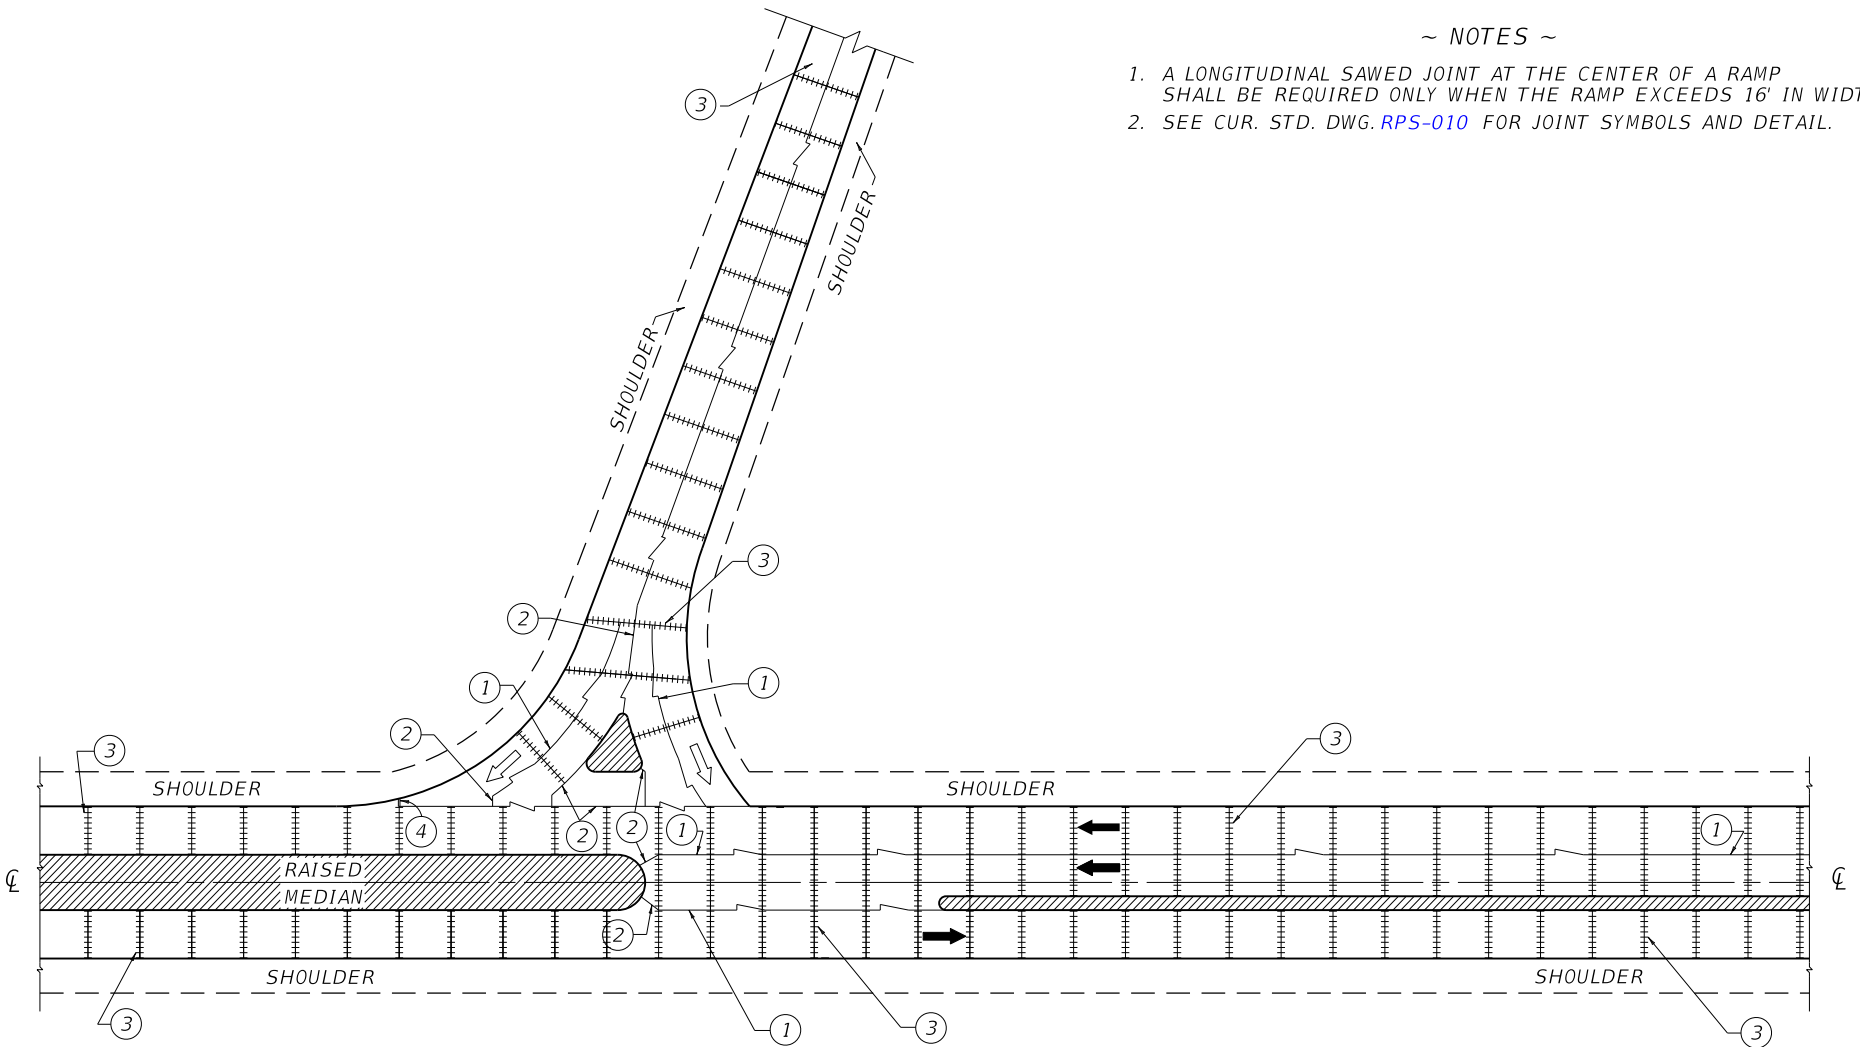 ~ NOTES ~
1. A LONGITUDINAL SAWED JOINT AT THE CENTER OF A RAMP
SHALL BE REQUIRED ONLY WHEN THE RAMP EXCEEDS 16' IN
2. SEE CUR. STD. DWG. RPS-010 FOR JOINT SYMBOLS AND DETAIL.
3
SHOULDER
SHOULDER
3
2
1
1
2
3
3
SHOULDER
SHOULDER
4
2
2
1
1
RAISED
MEDIAN
℄
℄
2
SHOULDER
SHOULDER
3
1
3
3